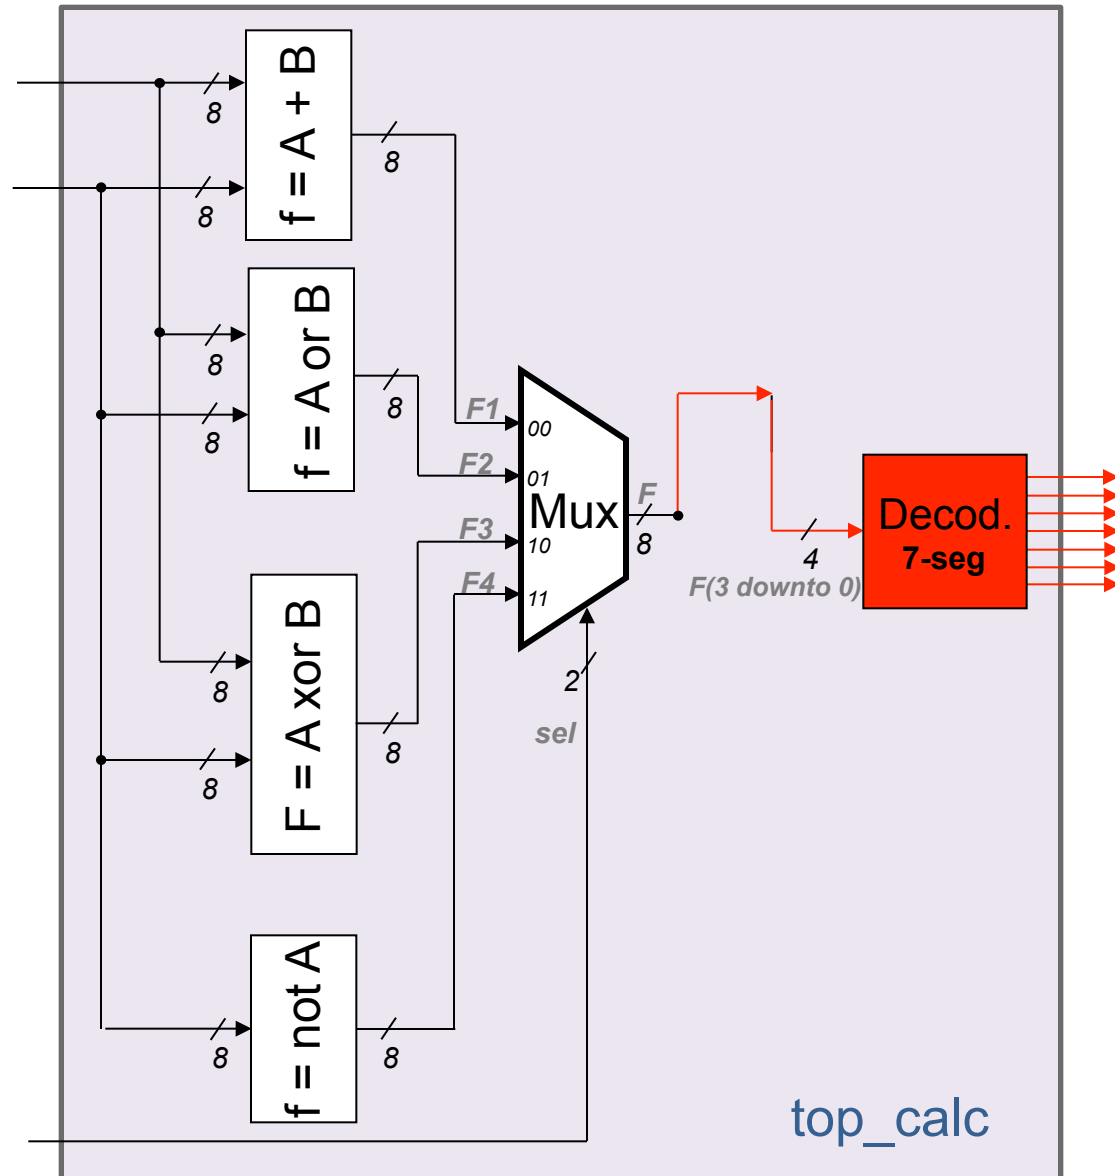 f = A + B
8
8
8
f = A or B
8
8
8
F1
00
F2
01
Mux
F
8
F3
10
F4
11
Decod.
7-seg
4
F(3 downto 0)
F = A xor B
8
8
8
2
sel
f = not A
8
8
top_calc